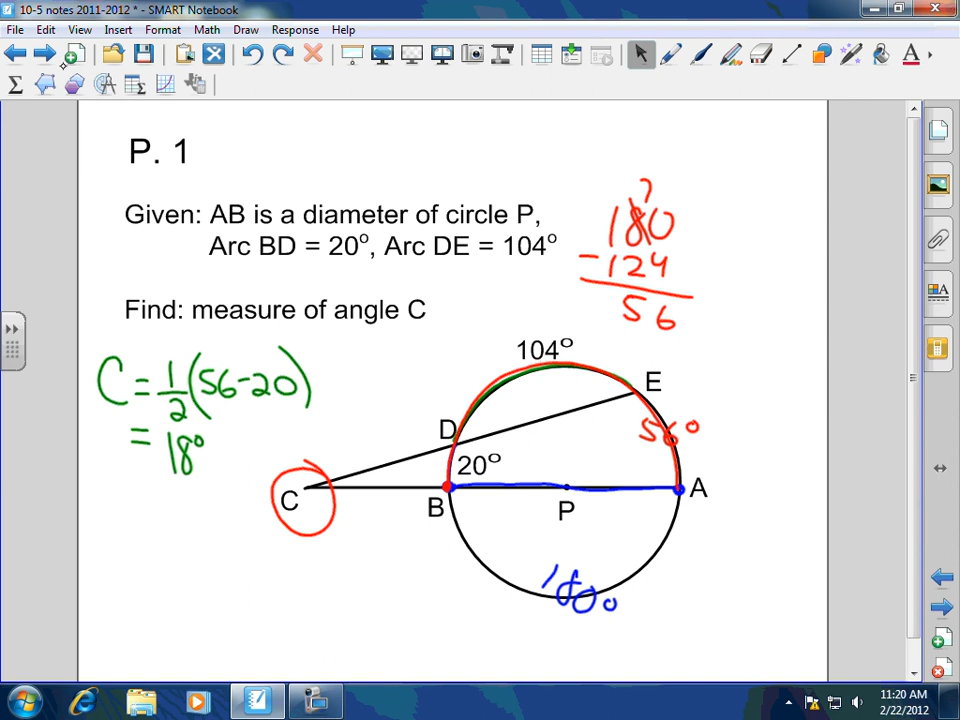 10-5 notes 2011-2012 * - SMART Notebook
File Edit View Insert Format Math Draw Response Help
P. 1
Given: AB is a diameter of circle P,
Arc BD = 20°, Arc DE = 104°
Find: measure of angle C
7
180
-124
56
C = 1/2(56-20)
= 18°
104°
E
D
56°
20°
C
B
P
A
180°
11:20 AM
2/22/2012